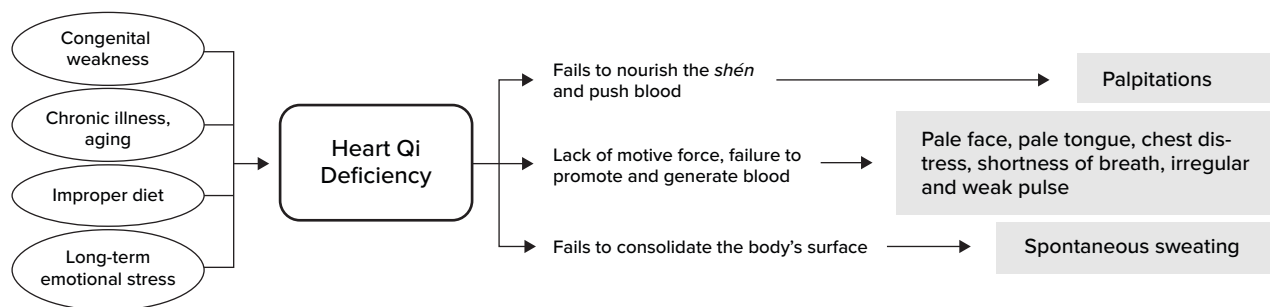 Congenital
weakness
Chronic illness,
aging
Improper diet
Long-term
emotional stress
Heart Qi
Deficiency
Fails to nourish the shén
and push blood
Palpitations
Lack of motive force, failure to
promote and generate blood
Pale face, pale tongue, chest dis-
tress, shortness of breath, irregular
and weak pulse
Fails to consolidate the body’s surface
Spontaneous sweating